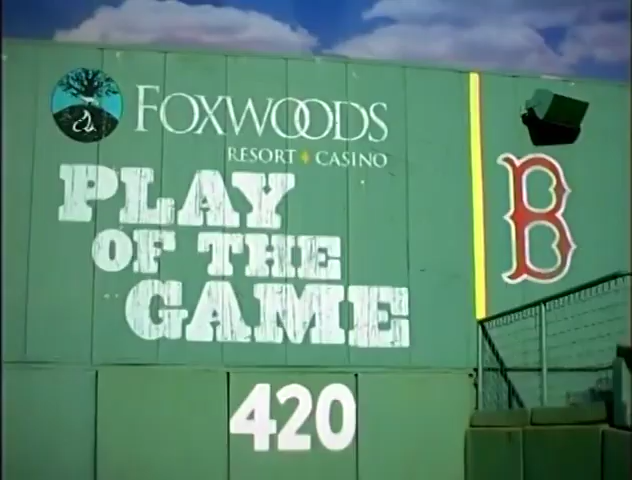 FOXWOODS
RESORT CASINO
PLAY
OF THE
GAME
B
420